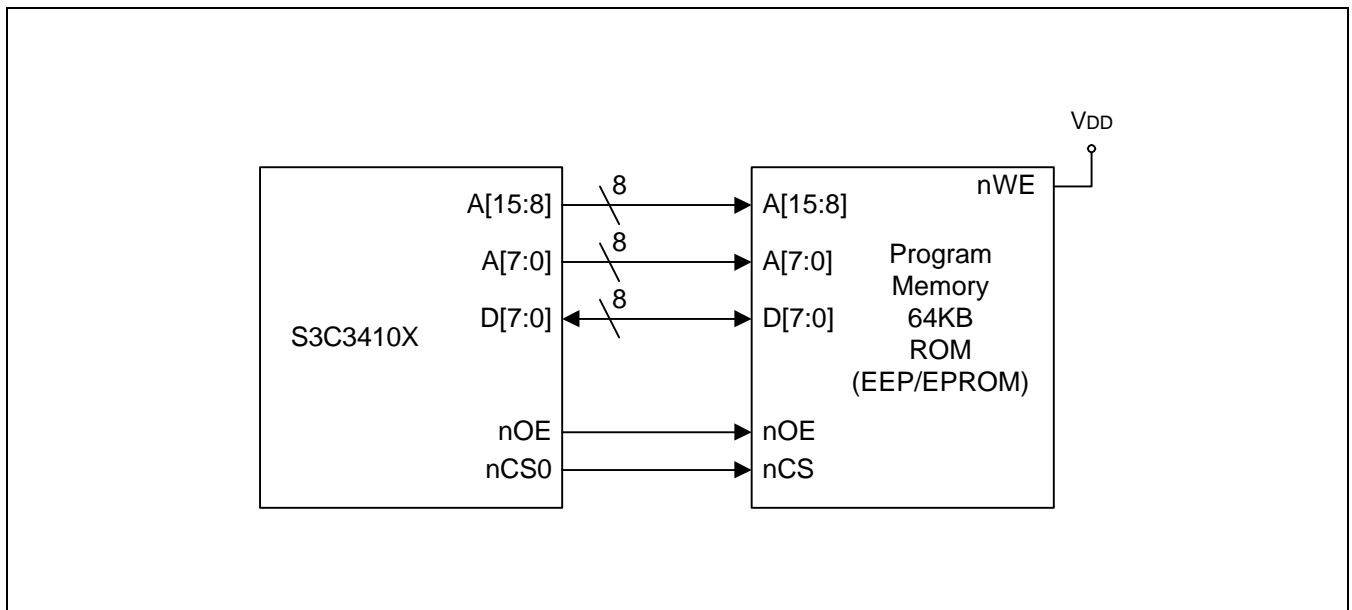 VDD
S3C3410X
A[15:8]
8
A[7:0]
8
D[7:0]
8
nOE
nCS0
A[15:8]
A[7:0]
D[7:0]
nOE
nCS
nWE
Program
Memory
64KB
ROM
(EEP/EPROM)